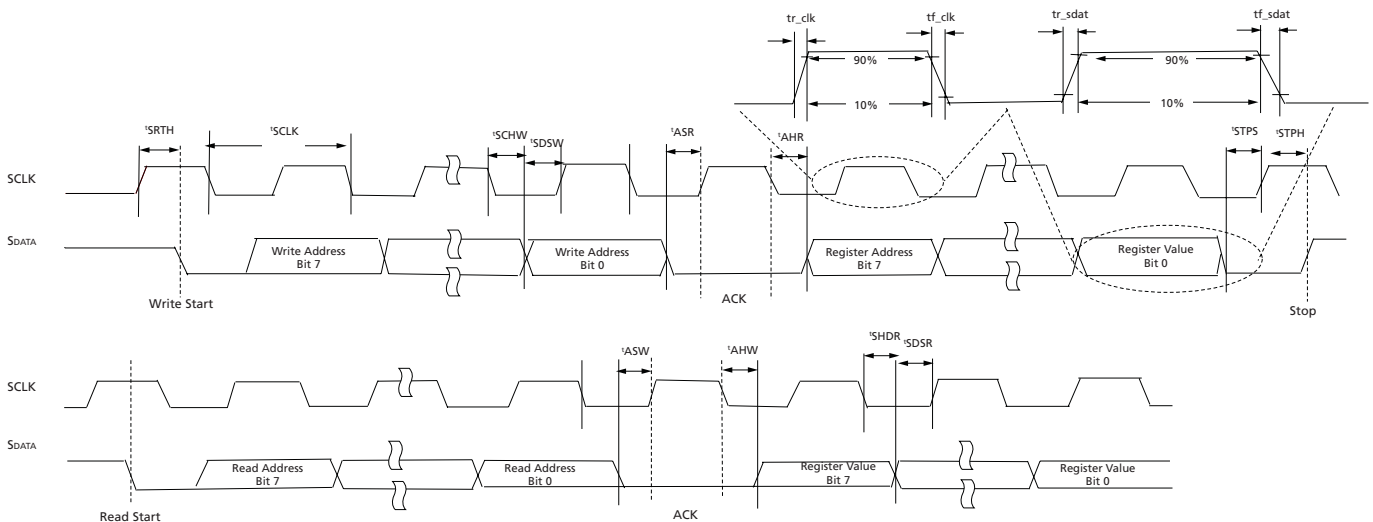 tr_clk tf_clk tr_sdat tf_sdat
90% 90%
10% 10%
tSRTH tSCLK tSCHW tSDSW tASR tAHR tSTPS tSTPH
SCLK
SDATA
Write Address
Bit 7
Write Address
Bit 0
Register Address
Bit 7
Register Value
Bit 0
Write Start
ACK
Stop
tASW tAHW tSHDR tSDSR
SCLK
SDATA
Read Address
Bit 7
Read Address
Bit 0
Register Value
Bit 7
Register Value
Bit 0
Read Start
ACK